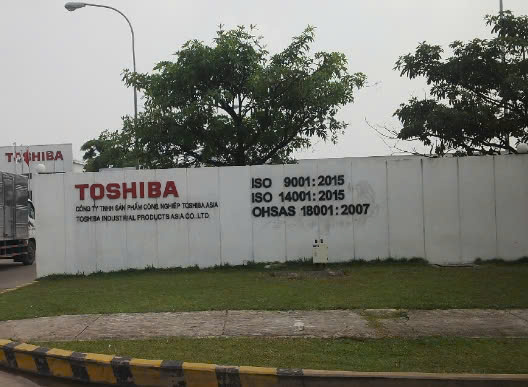 TOSHIBA
TOSHIBA
CÔNG TY TNHH SẢN PHẨM CÔNG NGHIỆP TOSHIBA ASIA
TOSHIBA INDUSTRIAL PRODUCTS ASIA CO., LTD.
ISO 9001:2015
ISO 14001:2015
OHSAS 18001:2007